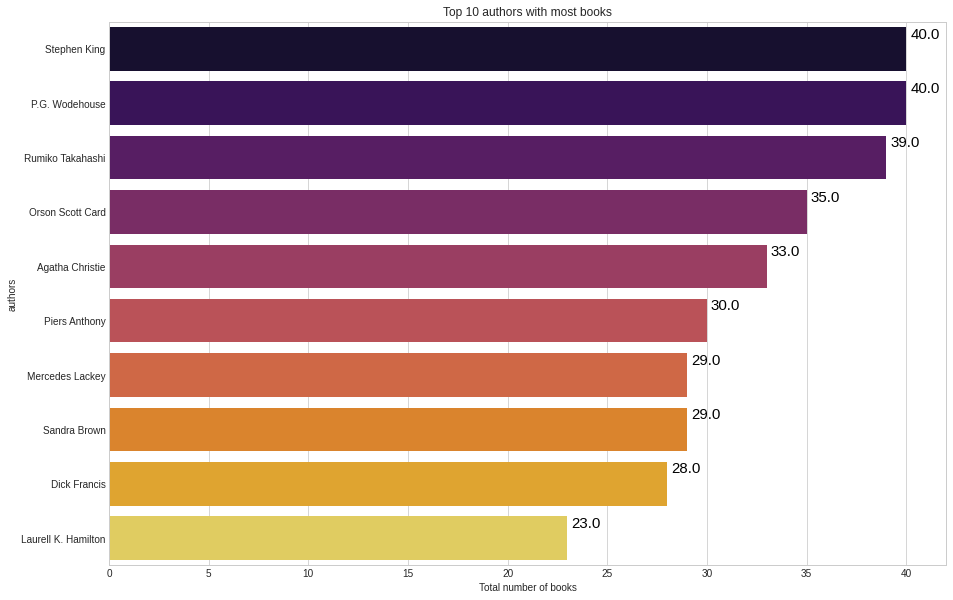 Top 10 authors with most books
Stephen King
40.0
P.G. Wodehouse
40.0
Rumiko Takahashi
39.0
Orson Scott Card
35.0
Agatha Christie
33.0
authors
Piers Anthony
30.0
Mercedes Lackey
29.0
Sandra Brown
29.0
Dick Francis
28.0
Laurell K. Hamilton
23.0
0 5 10 15 20 25 30 35 40
Total number of books